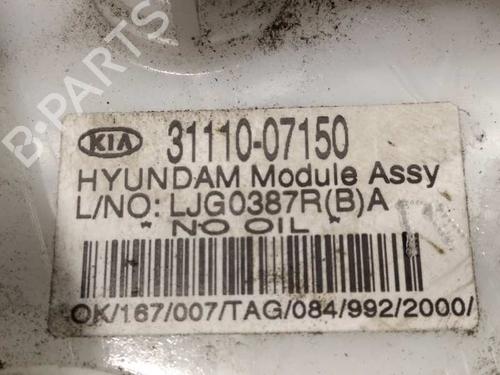 B-PARTS
KIA 31110-07150
HYUNDAM Module Assy
L/NO: LJG0387R(B)A
* NO OIL *
OK/167/007/TAG/084/992/2000/